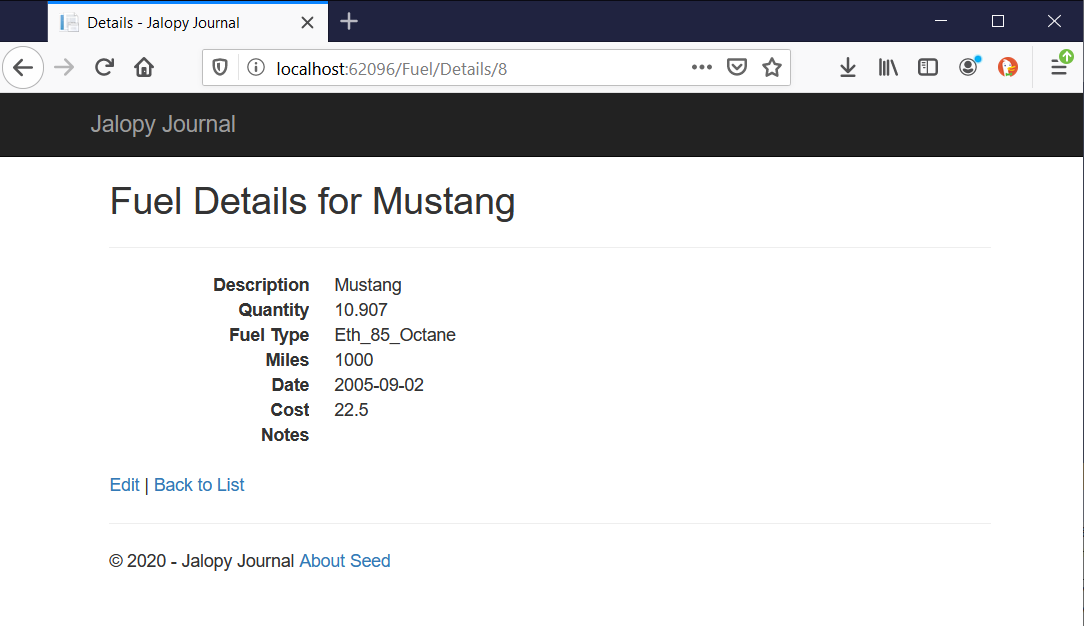 Details - Jalopy Journal
localhost:62096/Fuel/Details/8
Jalopy Journal
Fuel Details for Mustang
Description Mustang
Quantity 10.907
Fuel Type Eth_85_Octane
Miles 1000
Date 2005-09-02
Cost 22.5
Notes
Edit | Back to List
© 2020 - Jalopy Journal About Seed